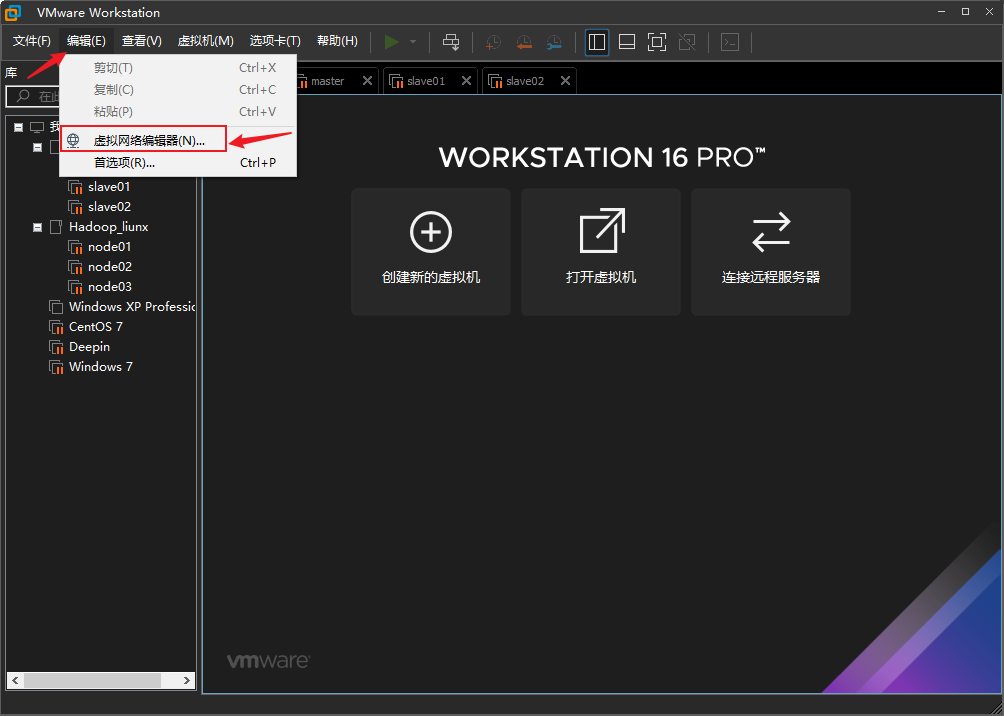 VMware Workstation
文件(F) 编辑(E) 查看(V) 虚拟机(M) 选项卡(T) 帮助(H)
库
剪切(T) Ctrl+X
复制(C) Ctrl+C
粘贴(P) Ctrl+V
虚拟网络编辑器(N)...
首选项(R)... Ctrl+P
master
slave01
slave02
在
slave01
slave02
Hadoop_liunx
node01
node02
node03
Windows XP Professic
CentOS 7
Deepin
Windows 7
WORKSTATION 16 PRO™
创建新的虚拟机
打开虚拟机
连接远程服务器
vmware